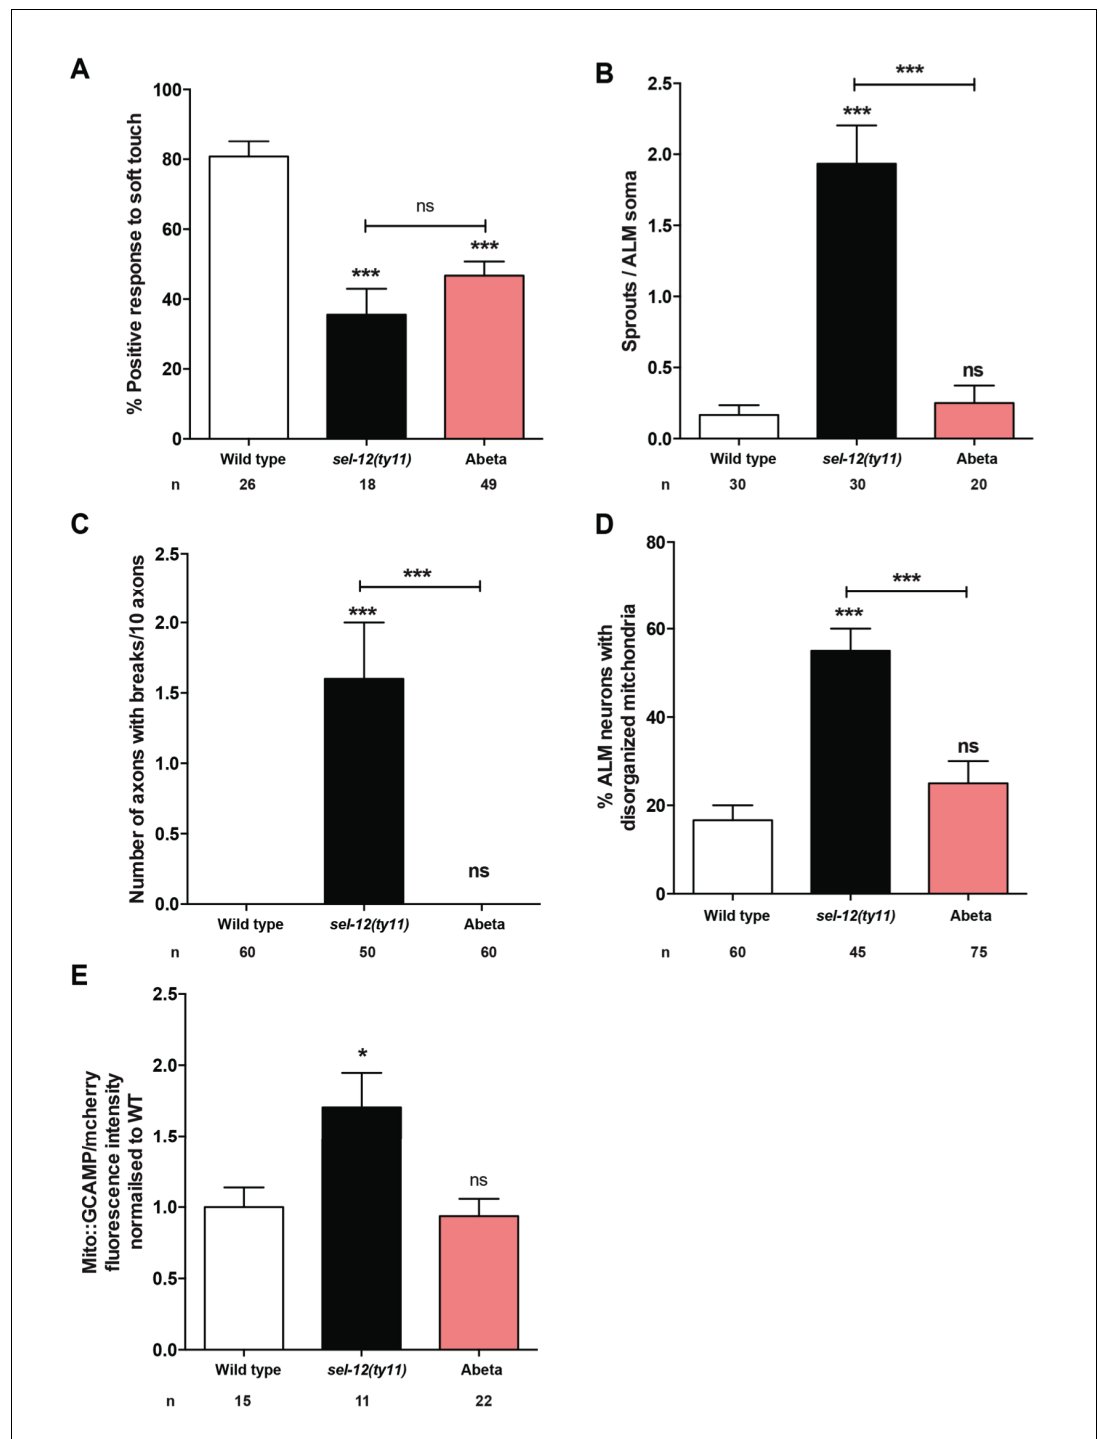 A
% Positive response to soft touch
100
80
60
40
20
0
ns
***
***
Wild type sel-12(ty11) Abeta
n 26 18 49
B
Sprouts / ALM soma
2.5
2.0
1.5
1.0
0.5
0.0
***
***
ns
Wild type sel-12(ty11) Abeta
n 30 30 20
C
Number of axons with breaks/10 axons
2.5
2.0
1.5
1.0
0.5
0.0
***
***
ns
Wild type sel-12(ty11) Abeta
n 60 50 60
D
% ALM neurons with
disorganized mitchondria
80
60
40
20
0
***
***
ns
Wild type sel-12(ty11) Abeta
n 60 45 75
E
Mito::GCAMP/mcherry
fluorescence intensity
normailsed to WT
2.5
2.0
1.5
1.0
0.5
0.0
*
ns
Wild type sel-12(ty11) Abeta
n 15 11 22